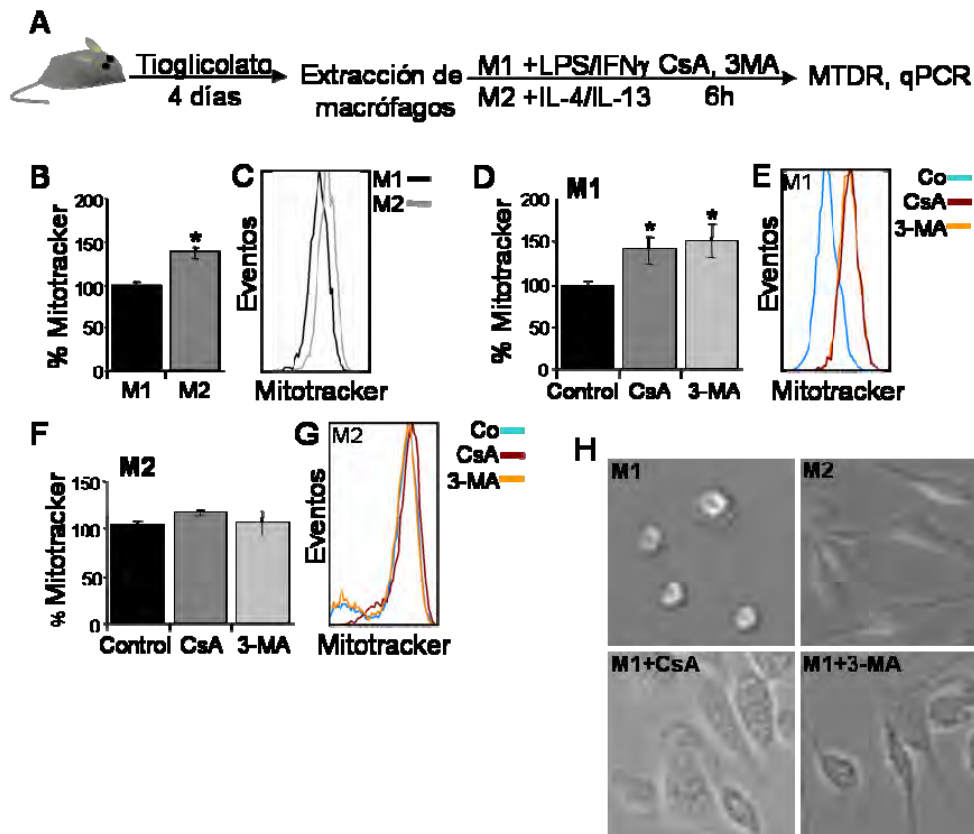 A
Tioglicolato
4 días
Extracción de
macrófagos
M1 +LPS/IFNγ CsA, 3MA
M2 +IL-4/IL-13 6h
MTDR, qPCR
B
% Mitotracker
200
150
100
50
0
*
M1 M2
C
Eventos
Mitotracker
M1
M2
D
M1
% Mitotracker
200
150
100
50
0
* *
Control CsA 3-MA
E
M1
Eventos
Mitotracker
Co
CsA
3-MA
F
M2
% Mitotracker
150
100
50
0
Control CsA 3-MA
G
M2
Eventos
Mitotracker
Co
CsA
3-MA
H
M1
M2
M1+CsA
M1+3-MA